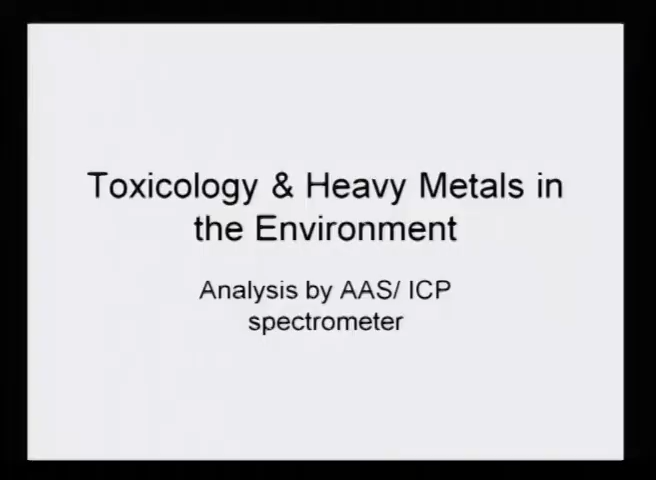 Toxicology & Heavy Metals in
the Environment
Analysis by AAS/ ICP
spectrometer